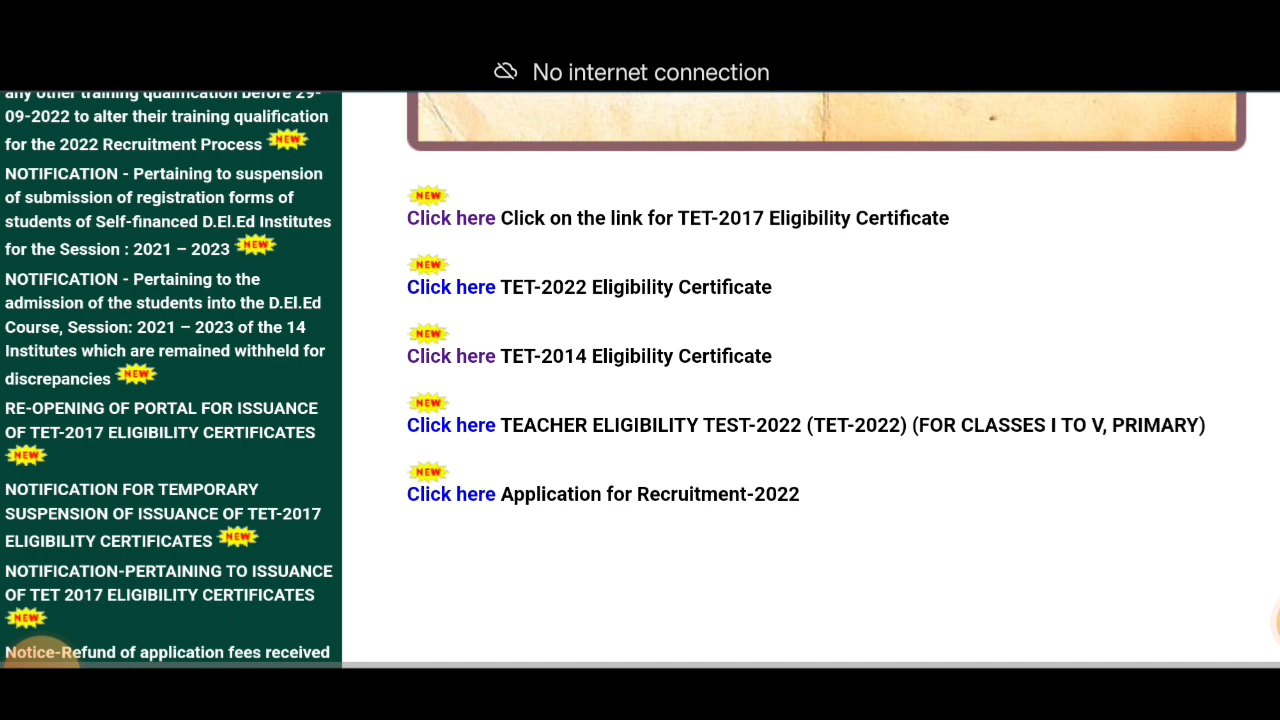 No internet connection
any other training qualification before 29-
09-2022 to alter their training qualification
for the 2022 Recruitment Process NEW
NOTIFICATION - Pertaining to suspension
of submission of registration forms of
students of Self-financed D.El.Ed Institutes
for the Session : 2021 – 2023 NEW
NOTIFICATION - Pertaining to the
admission of the students into the D.El.Ed
Course, Session: 2021 – 2023 of the 14
Institutes which are remained withheld for
discrepancies NEW
RE-OPENING OF PORTAL FOR ISSUANCE
OF TET-2017 ELIGIBILITY CERTIFICATES
NEW
NOTIFICATION FOR TEMPORARY
SUSPENSION OF ISSUANCE OF TET-2017
ELIGIBILITY CERTIFICATES NEW
NOTIFICATION-PERTAINING TO ISSUANCE
OF TET 2017 ELIGIBILITY CERTIFICATES
NEW
Notice-Refund of application fees received
NEW
Click here Click on the link for TET-2017 Eligibility Certificate
NEW
Click here TET-2022 Eligibility Certificate
NEW
Click here TET-2014 Eligibility Certificate
NEW
Click here TEACHER ELIGIBILITY TEST-2022 (TET-2022) (FOR CLASSES I TO V, PRIMARY)
NEW
Click here Application for Recruitment-2022